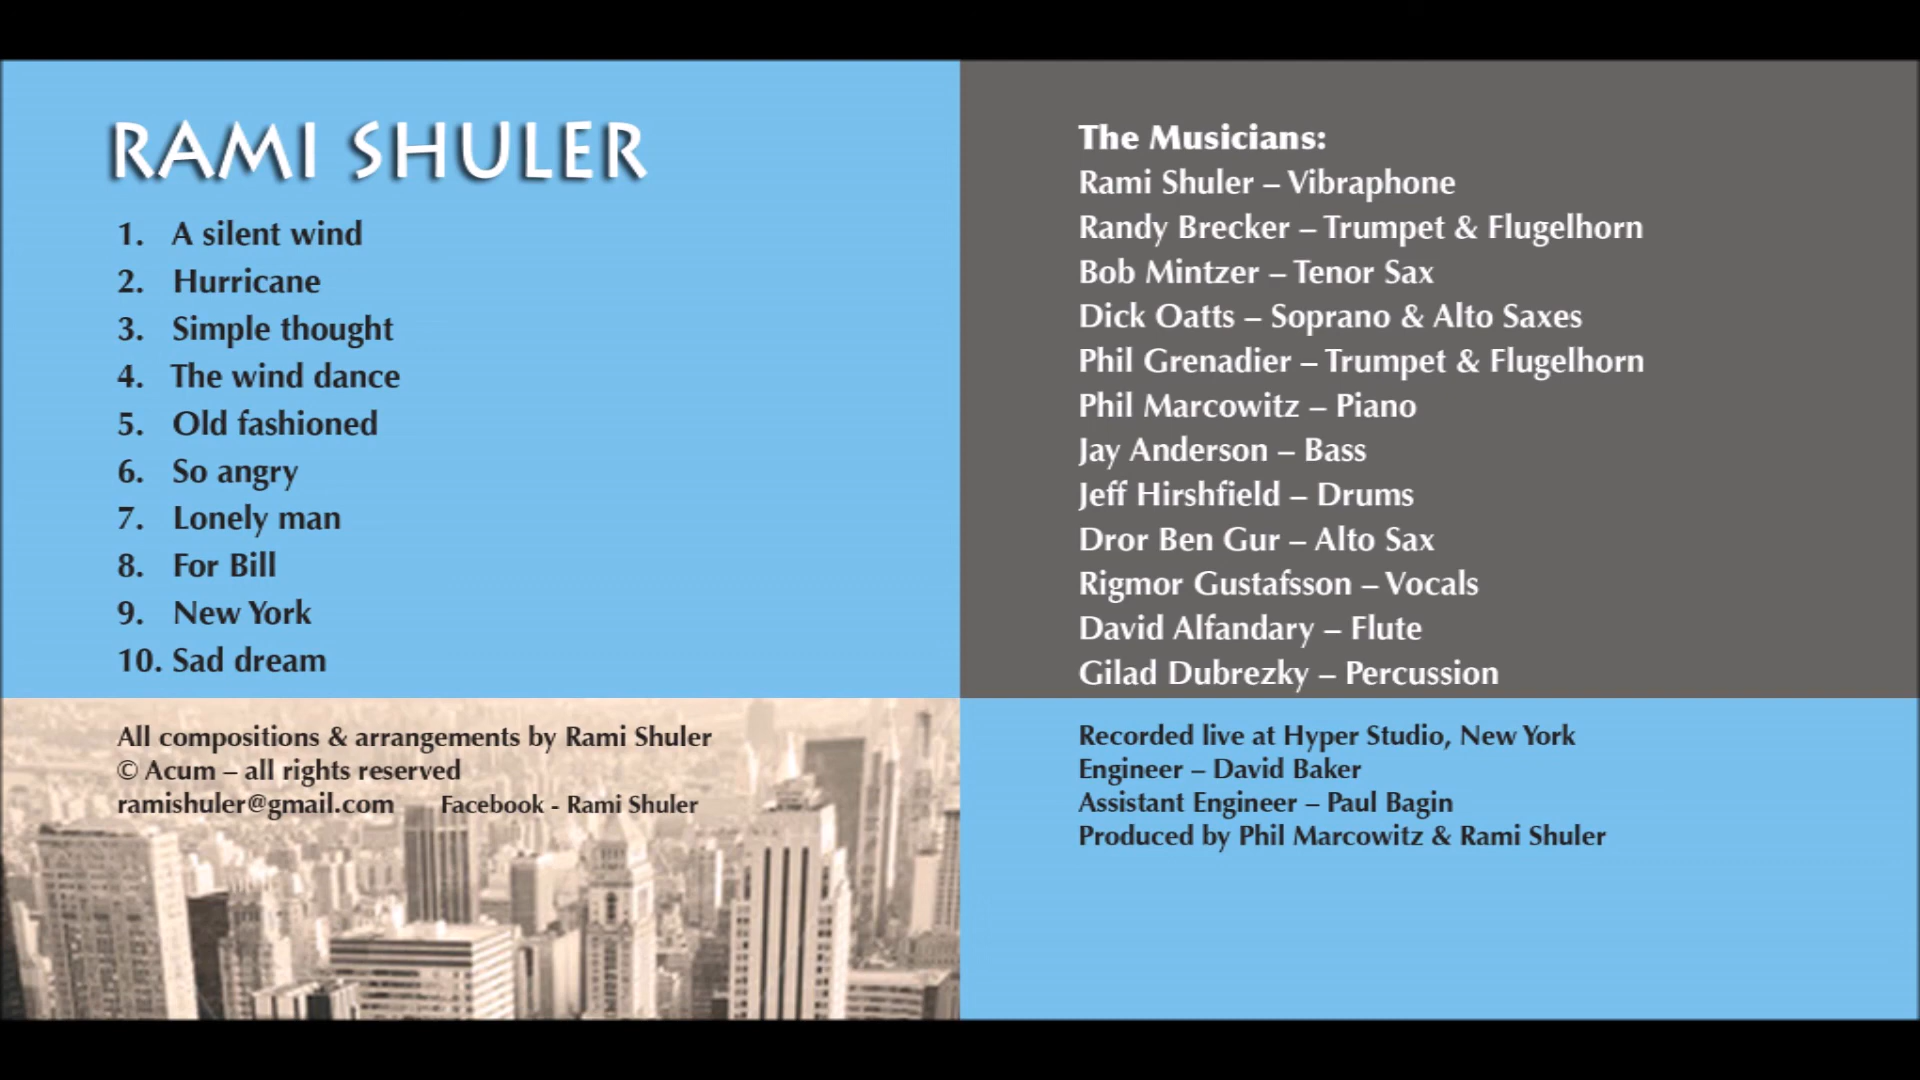 RAMI SHULER
1. A silent wind
2. Hurricane
3. Simple thought
4. The wind dance
5. Old fashioned
6. So angry
7. Lonely man
8. For Bill
9. New York
10. Sad dream
All compositions & arrangements by Rami Shuler
© Acum – all rights reserved
ramishuler@gmail.com Facebook - Rami Shuler
The Musicians:
Rami Shuler – Vibraphone
Randy Brecker – Trumpet & Flugelhorn
Bob Mintzer – Tenor Sax
Dick Oatts – Soprano & Alto Saxes
Phil Grenadier – Trumpet & Flugelhorn
Phil Marcowitz – Piano
Jay Anderson – Bass
Jeff Hirshfield – Drums
Dror Ben Gur – Alto Sax
Rigmor Gustafsson – Vocals
David Alfandary – Flute
Gilad Dubrezky – Percussion
Recorded live at Hyper Studio, New York
Engineer – David Baker
Assistant Engineer – Paul Bagin
Produced by Phil Marcowitz & Rami Shuler